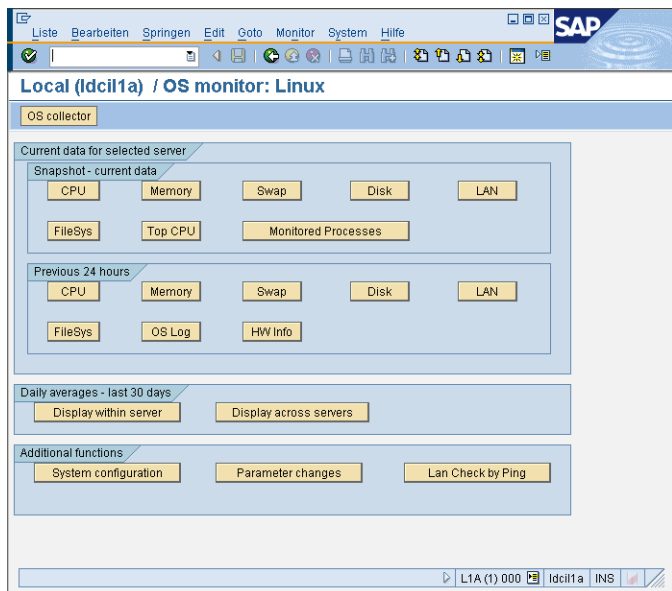 Liste Bearbeiten Springen Edit Goto Monitor System Hilfe
SAP
Local (ldcil1a) / OS monitor: Linux
OS collector
Current data for selected server
Snapshot - current data
CPU Memory Swap Disk LAN
FileSys Top CPU Monitored Processes
Previous 24 hours
CPU Memory Swap Disk LAN
FileSys OS Log HW Info
Daily averages - last 30 days
Display within server Display across servers
Additional functions
System configuration Parameter changes Lan Check by Ping
L1A (1) 000 ldcil1a INS